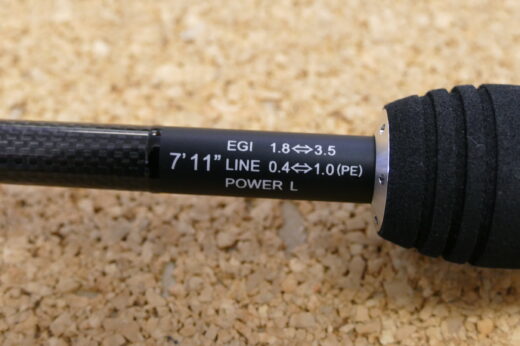 EGI 1.8⇔3.5
7'11" LINE 0.4⇔1.0(PE)
POWER L